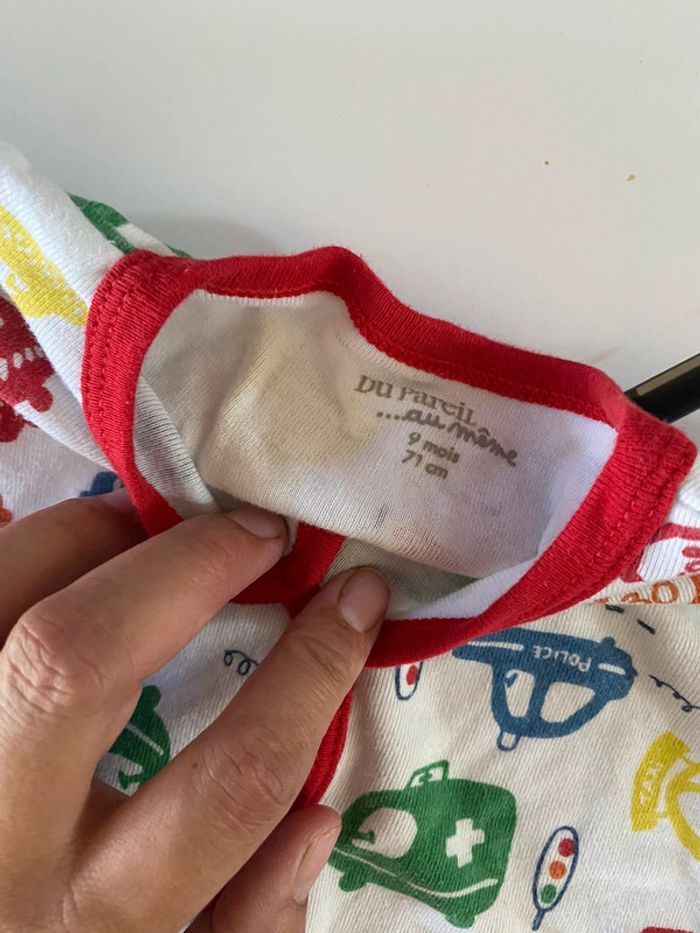 DU PAREIL
...au même
9 mois
71 cm
POLICE